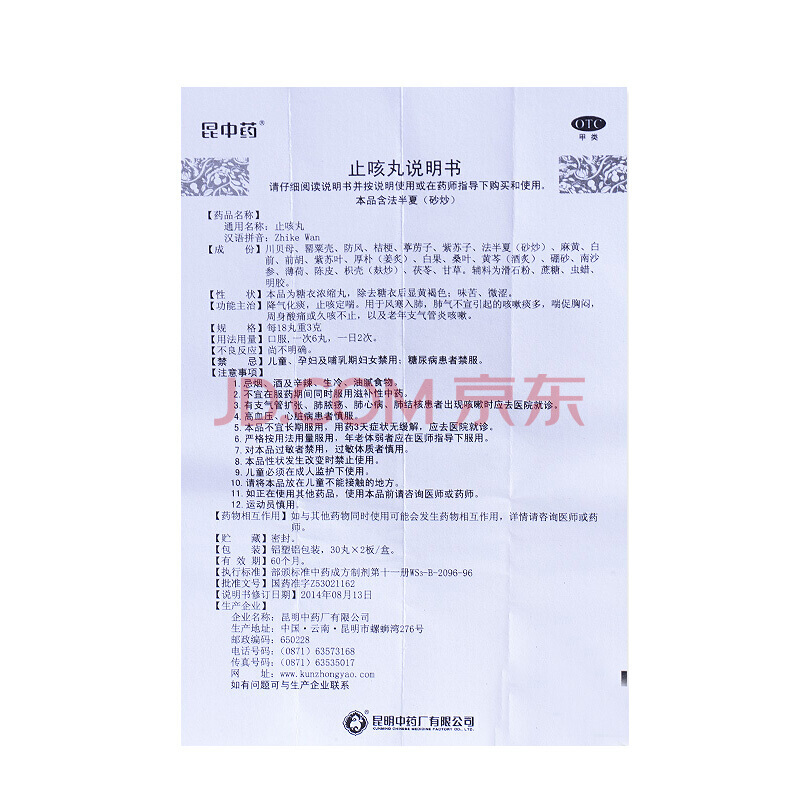 昆中药®
OTC
甲类
止咳丸说明书
请仔细阅读说明书并按说明使用或在药师指导下购买和使用。
本品含法半夏（砂炒）
【药品名称】
通用名称：止咳丸
汉语拼音：Zhike Wan
【成 份】川贝母、罂粟壳、防风、桔梗、葶苈子、紫苏子、法半夏（砂炒）、麻黄、白
前、前胡、紫苏叶、厚朴（姜炙）、白果、桑叶、黄芩（酒炙）、硼砂、南沙
参、薄荷、陈皮、枳壳（麸炒）、茯苓、甘草。辅料为滑石粉、蔗糖、虫蜡、
明胶。
【性 状】本品为糖衣浓缩丸，除去糖衣后显黄褐色；味苦、微涩。
【功能主治】降气化痰，止咳定喘。用于风寒入肺，肺气不宣引起的咳嗽痰多，喘促胸闷，
周身酸痛或久咳不止，以及老年支气管炎咳嗽。
【规 格】每18丸重3克
【用法用量】口服，一次6丸，一日2次。
【不良反应】尚不明确。
【禁 忌】儿童、孕妇及哺乳期妇女禁用；糖尿病患者禁服。
【注意事项】
1. 忌烟、酒及辛辣、生冷、油腻食物。
2. 不宜在服药期间同时服用滋补性中药。
3. 有支气管扩张、肺脓疡、肺心病、肺结核患者出现咳嗽时应去医院就诊。
4. 高血压、心脏病患者慎服。
5. 本品不宜长期服用，用药3天症状无缓解，应去医院就诊。
6. 严格按用法用量服用，年老体弱者应在医师指导下服用。
7. 对本品过敏者禁用，过敏体质者慎用。
8. 本品性状发生改变时禁止使用。
9. 儿童必须在成人监护下使用。
10. 请将本品放在儿童不能接触的地方。
11. 如正在使用其他药品，使用本品前请咨询医师或药师。
12. 运动员慎用。
【药物相互作用】如与其他药物同时使用可能会发生药物相互作用，详情请咨询医师或药
师。
【贮 藏】密封。
【包 装】铝塑铝包装，30丸×2板/盒。
【有 效 期】60个月。
【执行标准】部颁标准中药成方制剂第十一册WS₃-B-2096-96
【批准文号】国药准字Z53021162
【说明书修订日期】2014年08月13日
【生产企业】
企业名称：昆明中药厂有限公司
生产地址：中国·云南·昆明市螺蛳湾276号
邮政编码：650228
电话号码：(0871) 63573168
传真号码：(0871) 63535017
网 址：www.kunzhongyao.com
如有问题可与生产企业联系
昆明中药厂有限公司
KUNMING CHINESE MEDICINE FACTORY CO., LTD.
JD.COM 京东